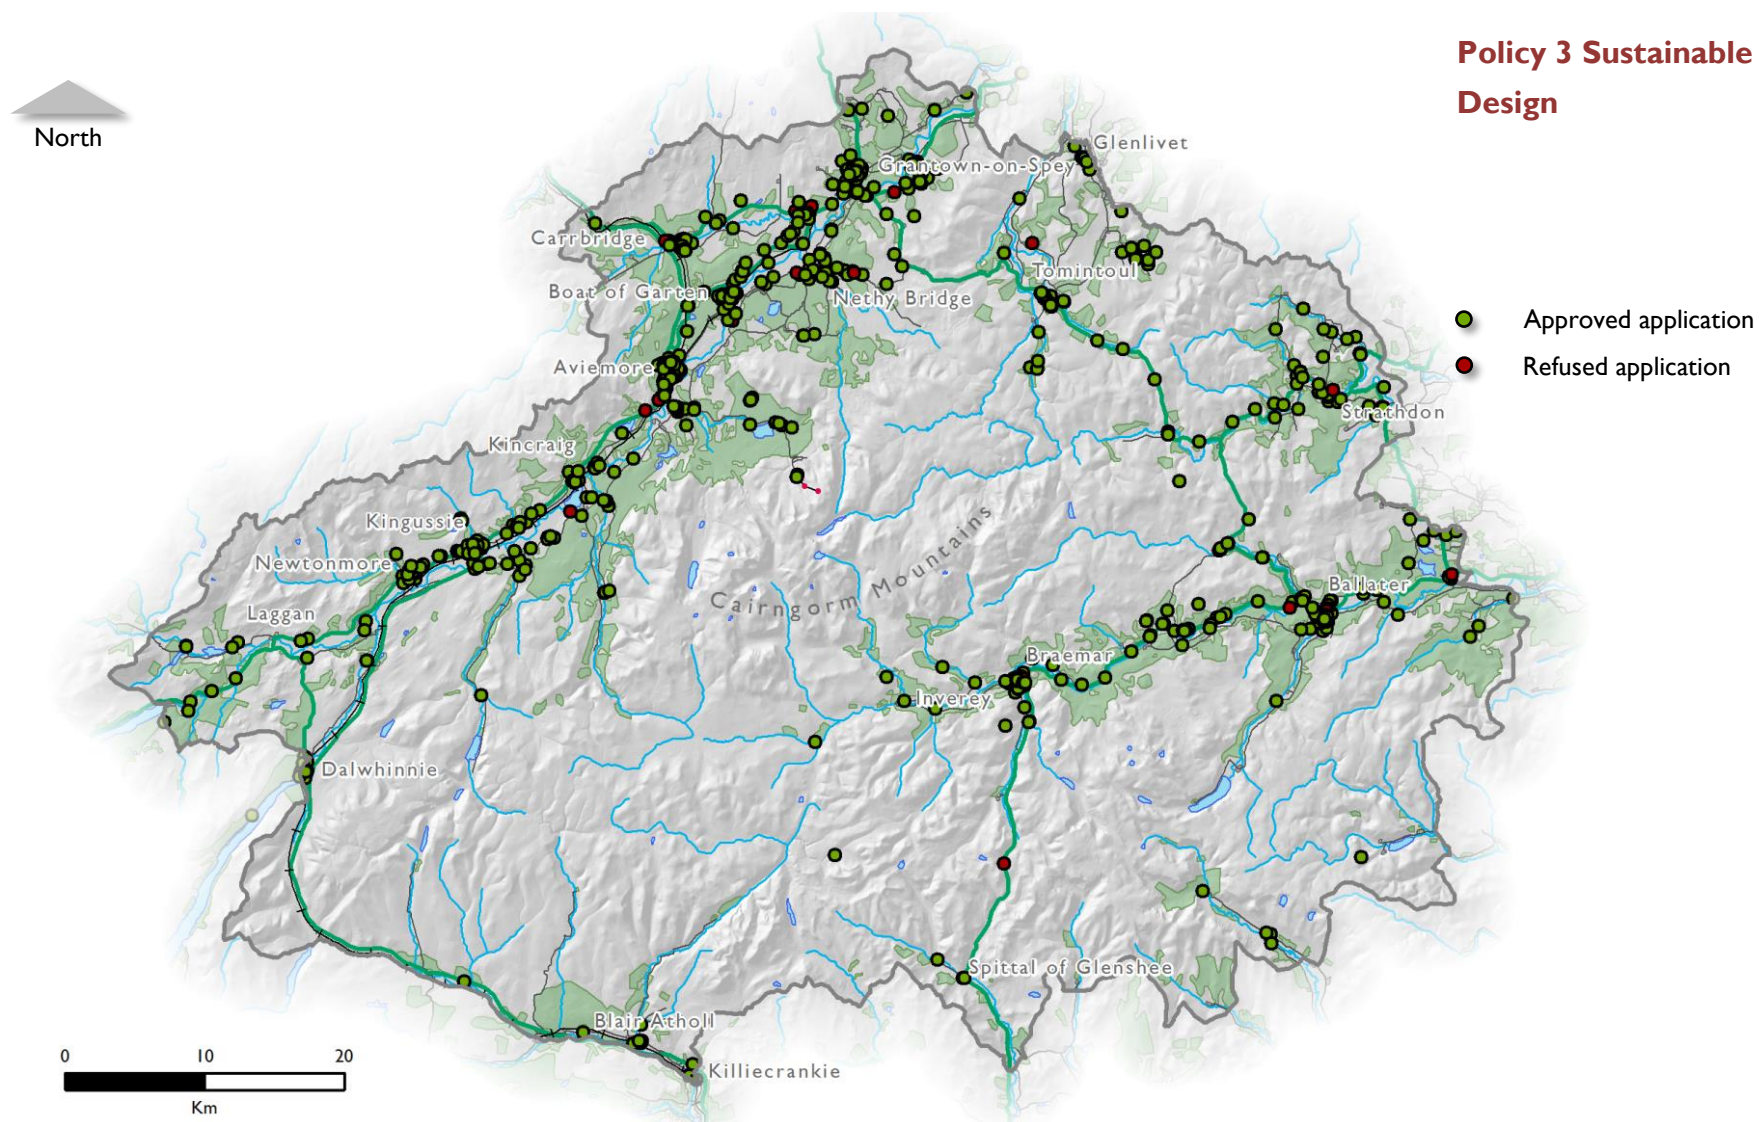 Policy 3 Sustainable
Design
North
Glenlivet
Grantown-on-Spey
Carrbridge
Tomintoul
Boat of Garten
Nethy Bridge
Approved application
Aviemore
Refused application
Strathdon
Kincraig
Kingussie
Newtonmore
Cairngorm Mountains
Ballater
Laggan
Braemar
Inverey
Dalwhinnie
Spittal of Glenshee
Blair Atholl
Killiecrankie
0 10 20
Km